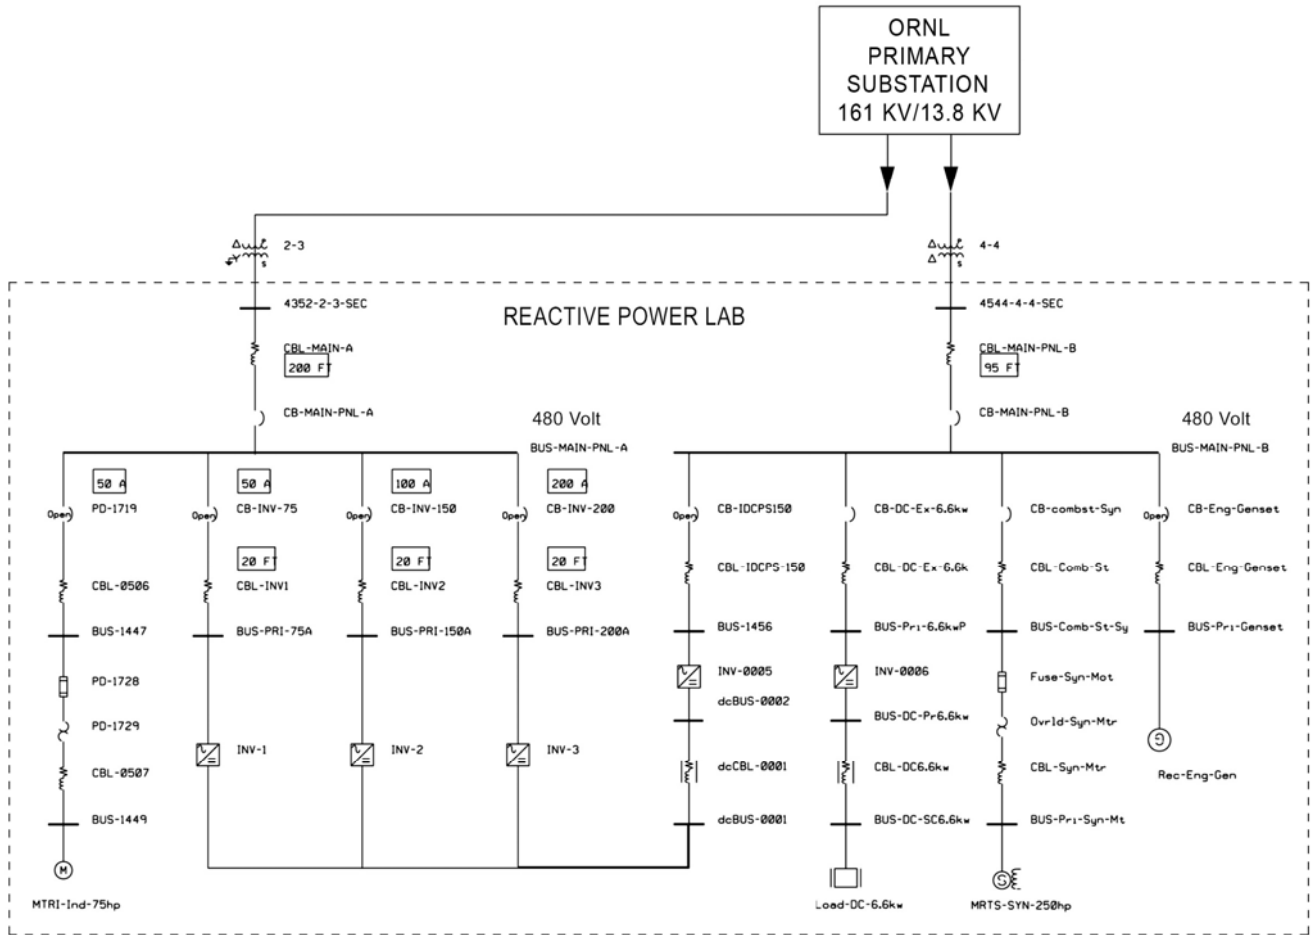 ORNL
PRIMARY
SUBSTATION
161 KV/13.8 KV
Δ P 2-3
S
Δ P 4-4
Δ S
4352-2-3-SEC
4544-4-4-SEC
REACTIVE POWER LAB
CBL-MAIN-A
200 FT
CBL-MAIN-PNL-B
95 FT
CB-MAIN-PNL-A
CB-MAIN-PNL-B
480 Volt
480 Volt
BUS-MAIN-PNL-A
BUS-MAIN-PNL-B
50 A
50 A
100 A
200 A
Open PD-1719
Open CB-INV-75
Open CB-INV-150
Open CB-INV-200
Open CB-IDCPS150
CB-DC-Ex-6.6kw
CB-combst-Syn
Open CB-Eng-Genset
20 FT
20 FT
20 FT
CBL-0506
CBL-INV1
CBL-INV2
CBL-INV3
CBL-IDCPS-150
CBL-DC-Ex-6.6k
CBL-Comb-St
CBL-Eng-Genset
BUS-1447
BUS-PRI-75A
BUS-PRI-150A
BUS-PRI-200A
BUS-1456
BUS-Pri-6.6kwP
BUS-Comb-St-Sy
BUS-Pri-Genset
PD-1728
INV-0005
INV-0006
Fuse-Syn-Mot
dcBUS-0002
PD-1729
BUS-DC-Pr6.6kw
Ovrld-Syn-Mtr
G
INV-1
INV-2
INV-3
CBL-0507
dcCBL-0001
CBL-DC6.6kw
CBL-Syn-Mtr
Rec-Eng-Gen
BUS-1449
dcBUS-0001
BUS-DC-SC6.6kw
BUS-Pri-Syn-Mt
M
S
MTRI-Ind-75hp
Load-DC-6.6kw
MRTS-SYN-250hp